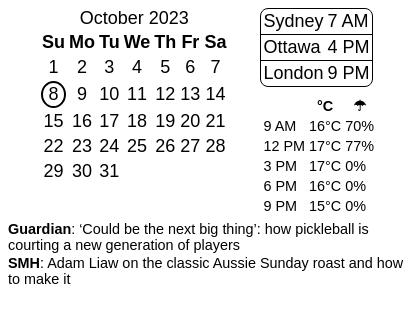 October 2023
Su Mo Tu We Th Fr Sa
1 2 3 4 5 6 7
8 9 10 11 12 13 14
15 16 17 18 19 20 21
22 23 24 25 26 27 28
29 30 31
Sydney 7 AM
Ottawa 4 PM
London 9 PM
°C ☂
9 AM 16°C 70%
12 PM 17°C 77%
3 PM 17°C 0%
6 PM 16°C 0%
9 PM 15°C 0%
Guardian: ‘Could be the next big thing’: how pickleball is
courting a new generation of players
SMH: Adam Liaw on the classic Aussie Sunday roast and how
to make it